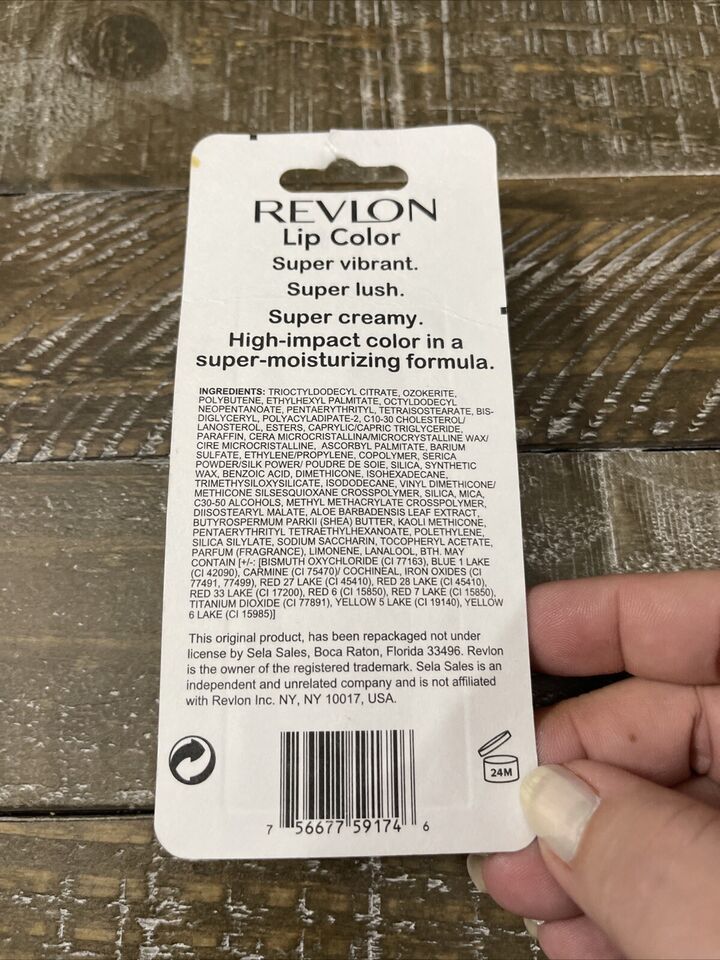 REVLON
Lip Color
Super vibrant.
Super lush.
Super creamy.
High-impact color in a
super-moisturizing formula.
INGREDIENTS: TRIOCTYLDODECYL CITRATE, OZOKERITE,
POLYBUTENE, ETHYLHEXYL PALMITATE, OCTYLDODECYL
NEOPENTANOATE, PENTAERYTHRITYL, TETRAISOSTEARATE, BIS-
DIGLYCERYL, POLYACYLADIPATE-2, C10-30 CHOLESTEROL/
LANOSTEROL, ESTERS, CAPRYLIC/CAPRIC TRIGLYCERIDE,
PARAFFIN, CERA MICROCRISTALLINA/MICROCRYSTALLINE WAX/
CIRE MICROCRISTALLINE, ASCORBYL PALMITATE, BARIUM
SULFATE, ETHYLENE/PROPYLENE, COPOLYMER, SERICA
POWDER/SILK POWER/ POUDRE DE SOIE, SILICA, SYNTHETIC
WAX, BENZOIC ACID, DIMETHICONE, ISOHEXADECANE,
TRIMETHYLSILOXYSILICATE, ISODODECANE, VINYL DIMETHICONE/
METHICONE SILSESQUIOXANE CROSSPOLYMER, SILICA, MICA,
C30-50 ALCOHOLS, METHYL METHACRYLATE CROSSPOLYMER,
DIISOSTEARYL MALATE, ALOE BARBADENSIS LEAF EXTRACT,
BUTYROSPERMUM PARKII (SHEA) BUTTER, KAOLI METHICONE,
PENTAERYTHRITYL TETRAETHYLHEXANOATE, POLETHYLENE,
SILICA SILYLATE, SODIUM SACCHARIN, TOCOPHERYL ACETATE,
PARFUM (FRAGRANCE), LIMONENE, LANALOOL, BTH. MAY
CONTAIN [+/-: [BISMUTH OXYCHLORIDE (CI 77163), BLUE 1 LAKE
(CI 42090), CARMINE (CI 75470)/ COCHINEAL, IRON OXIDES (CI
77491, 77499), RED 27 LAKE (CI 45410), RED 28 LAKE (CI 45410),
RED 33 LAKE (CI 17200), RED 6 (CI 15850), RED 7 LAKE (CI 15850),
TITANIUM DIOXIDE (CI 77891), YELLOW 5 LAKE (CI 19140), YELLOW
6 LAKE (CI 15985)]
This original product, has been repackaged not under
license by Sela Sales, Boca Raton, Florida 33496. Revlon
is the owner of the registered trademark. Sela Sales is an
independent and unrelated company and is not affiliated
with Revlon Inc. NY, NY 10017, USA.
24M
7 56677 59174 6